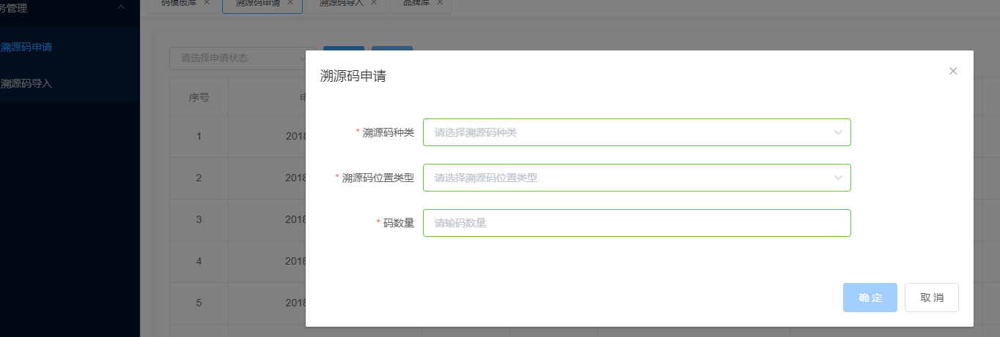 务管理
码模板库
溯源码申请
溯源码导入
品牌库
溯源码申请
溯源码导入
请选择申请状态
序号
1
2018
2
2018
3
2018
4
2018
5
2018
溯源码申请
* 溯源码种类
请选择溯源码种类
* 溯源码位置类型
请选择溯源码位置类型
* 码数量
请输码数量
确 定
取 消